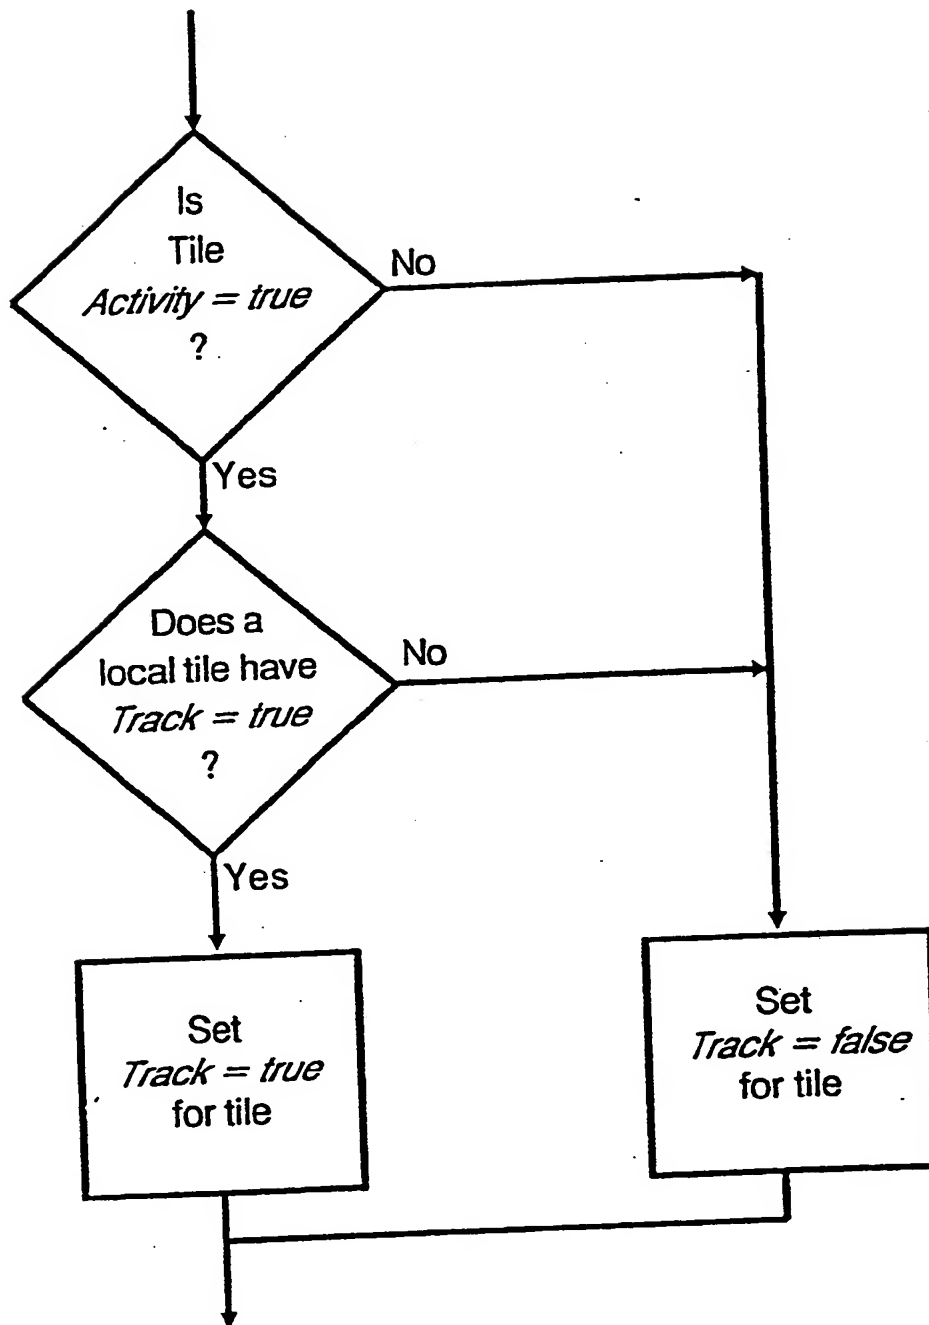 Is
Tile
Activity = true
?
No
Yes
Does a
local tile have
Track = true
?
No
Yes
Set
Track = true
for tile
Set
Track = false
for tile